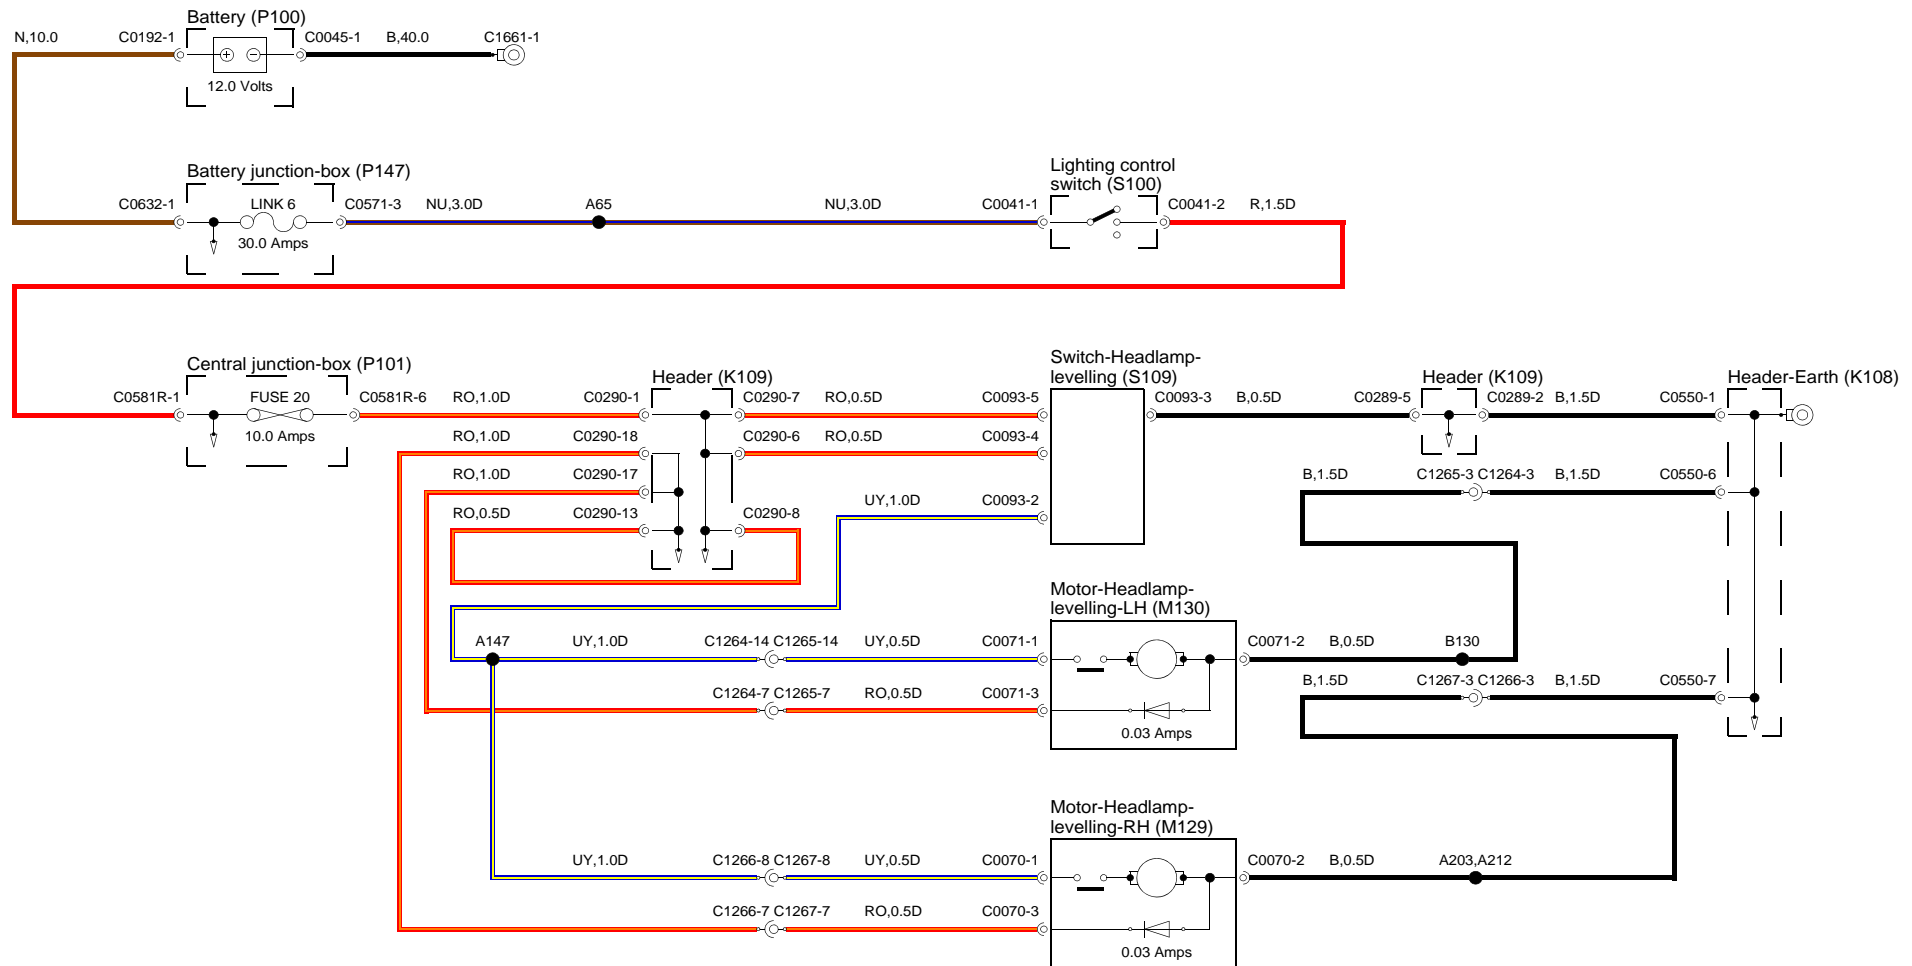 Battery (P100)
N,10.0 C0192-1 C0045-1 B,40.0 C1661-1
12.0 Volts
Battery junction-box (P147)
Lighting control
switch (S100)
C0632-1 LINK 6 C0571-3 NU,3.0D A65 NU,3.0D C0041-1 C0041-2 R,1.5D
30.0 Amps
Switch-Headlamp-
levelling (S109)
Central junction-box (P101) Header (K109) Header (K109) Header-Earth (K108)
C0581R-1 FUSE 20 C0581R-6 RO,1.0D C0290-1 C0290-7 RO,0.5D C0093-5 C0093-3 B,0.5D C0289-5 C0289-2 B,1.5D C0550-1
10.0 Amps RO,1.0D C0290-18 C0290-6 RO,0.5D C0093-4
RO,1.0D C0290-17 B,1.5D C1265-3 C1264-3 B,1.5D C0550-6
UY,1.0D C0093-2
RO,0.5D C0290-13 C0290-8
Motor-Headlamp-
levelling-LH (M130)
A147 UY,1.0D C1264-14 C1265-14 UY,0.5D C0071-1 C0071-2 B,0.5D B130
C1264-7 C1265-7 RO,0.5D C0071-3 B,1.5D C1267-3 C1266-3 B,1.5D C0550-7
0.03 Amps
Motor-Headlamp-
levelling-RH (M129)
UY,1.0D C1266-8 C1267-8 UY,0.5D C0070-1 C0070-2 B,0.5D A203,A212
C1266-7 C1267-7 RO,0.5D C0070-3
0.03 Amps